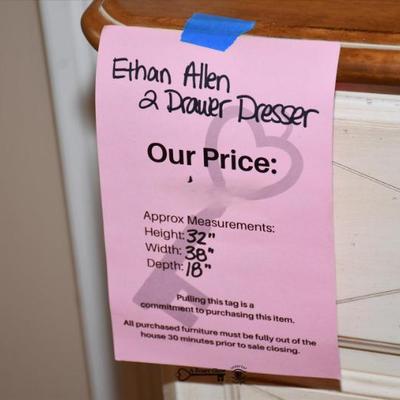 Ethan Allen
2 Drawer Dresser
Our Price:
Approx Measurements:
Height: 32"
Width: 38"
Depth: 18"
Pulling this tag is a
commitment to purchasing this item.
All purchased furniture must be fully out of the
house 30 minutes prior to sale closing.